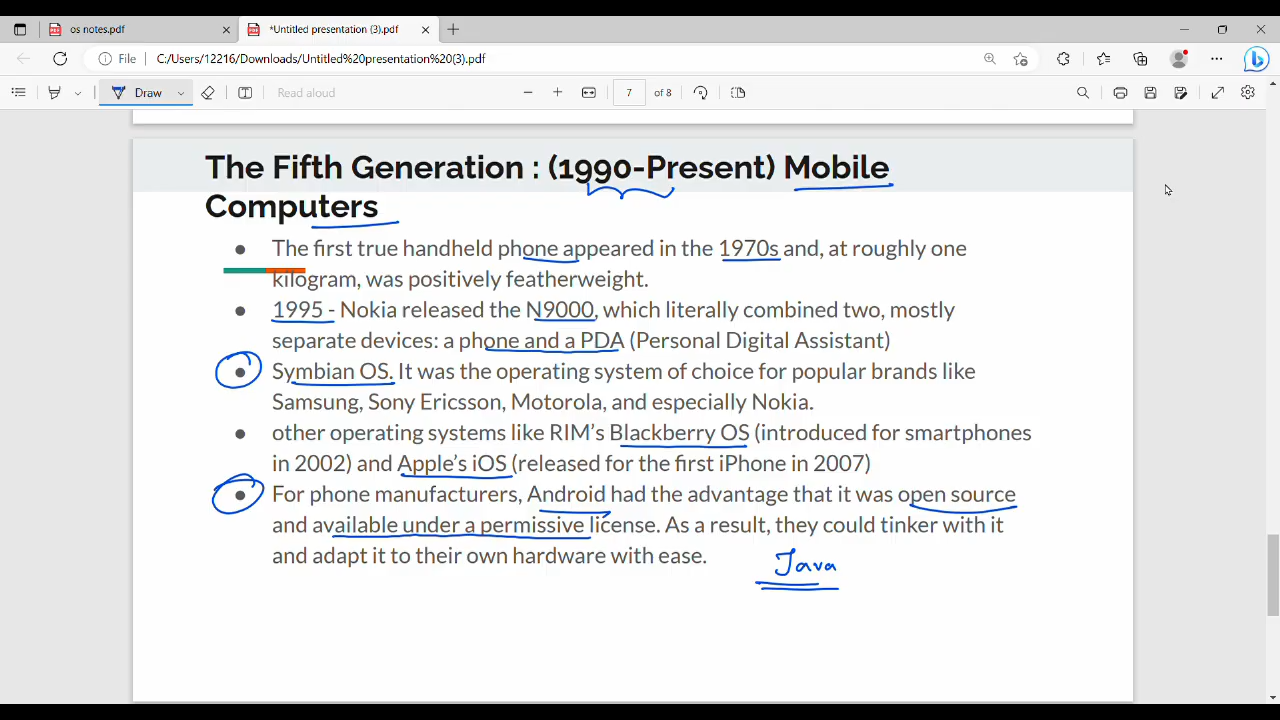 os notes.pdf
*Untitled presentation (3).pdf
File C:/Users/12216/Downloads/Untitled%20presentation%20(3).pdf
Draw
Read aloud
7 of 8
The Fifth Generation : (1990-Present) Mobile
Computers
● The first true handheld phone appeared in the 1970s and, at roughly one
kilogram, was positively featherweight.
● 1995 - Nokia released the N9000, which literally combined two, mostly
separate devices: a phone and a PDA (Personal Digital Assistant)
● Symbian OS. It was the operating system of choice for popular brands like
Samsung, Sony Ericsson, Motorola, and especially Nokia.
● other operating systems like RIM’s Blackberry OS (introduced for smartphones
in 2002) and Apple’s iOS (released for the first iPhone in 2007)
● For phone manufacturers, Android had the advantage that it was open source
and available under a permissive license. As a result, they could tinker with it
and adapt it to their own hardware with ease.
Java